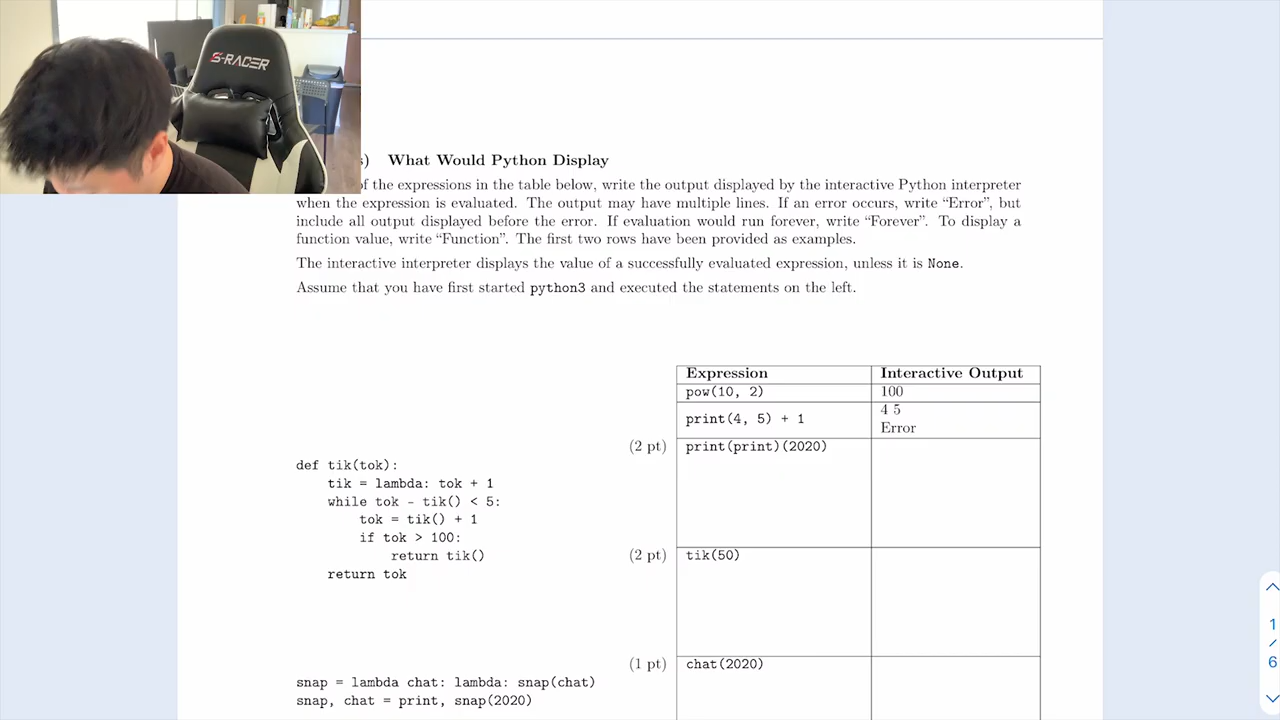 S-RACER
s) What Would Python Display
of the expressions in the table below, write the output displayed by the interactive Python interpreter
when the expression is evaluated. The output may have multiple lines. If an error occurs, write “Error”, but
include all output displayed before the error. If evaluation would run forever, write “Forever”. To display a
function value, write “Function”. The first two rows have been provided as examples.
The interactive interpreter displays the value of a successfully evaluated expression, unless it is None.
Assume that you have first started python3 and executed the statements on the left.
Expression Interactive Output
pow(10, 2) 100
print(4, 5) + 1 4 5
Error
(2 pt) print(print)(2020)
def tik(tok):
tik = lambda: tok + 1
while tok - tik() < 5:
tok = tik() + 1
if tok > 100:
return tik()
return tok
(2 pt) tik(50)
(1 pt) chat(2020)
snap = lambda chat: lambda: snap(chat)
snap, chat = print, snap(2020)
1
/
6